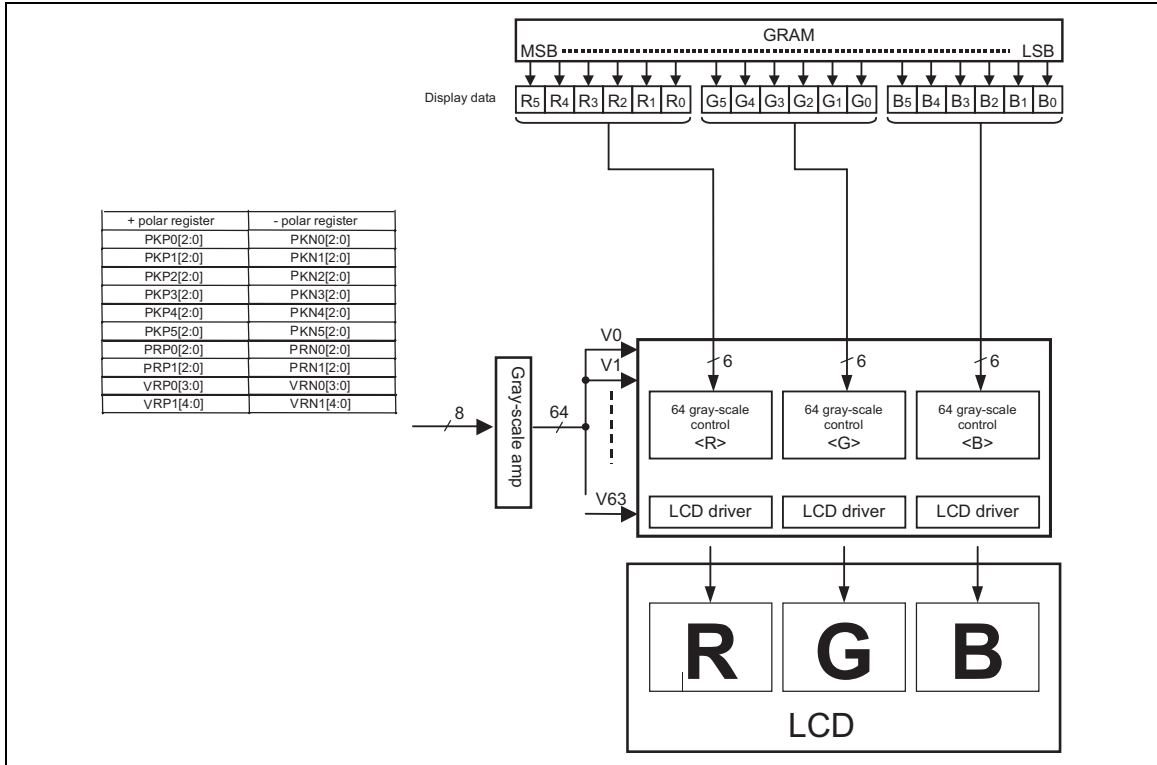 GRAM
MSB LSB
Display data R5 R4 R3 R2 R1 R0 G5 G4 G3 G2 G1 G0 B5 B4 B3 B2 B1 B0
+ polar register - polar register
PKP0[2:0] PKN0[2:0]
PKP1[2:0] PKN1[2:0]
PKP2[2:0] PKN2[2:0]
PKP3[2:0] PKN3[2:0]
PKP4[2:0] PKN4[2:0]
PKP5[2:0] PKN5[2:0]
PRP0[2:0] PRN0[2:0]
PRP1[2:0] PRN1[2:0]
VRP0[3:0] VRN0[3:0]
VRP1[4:0] VRN1[4:0]
8
Gray-scale amp
64
V0
V1
V63
6 6 6
64 gray-scale control <R>
64 gray-scale control <G>
64 gray-scale control <B>
LCD driver LCD driver LCD driver
R G B
LCD